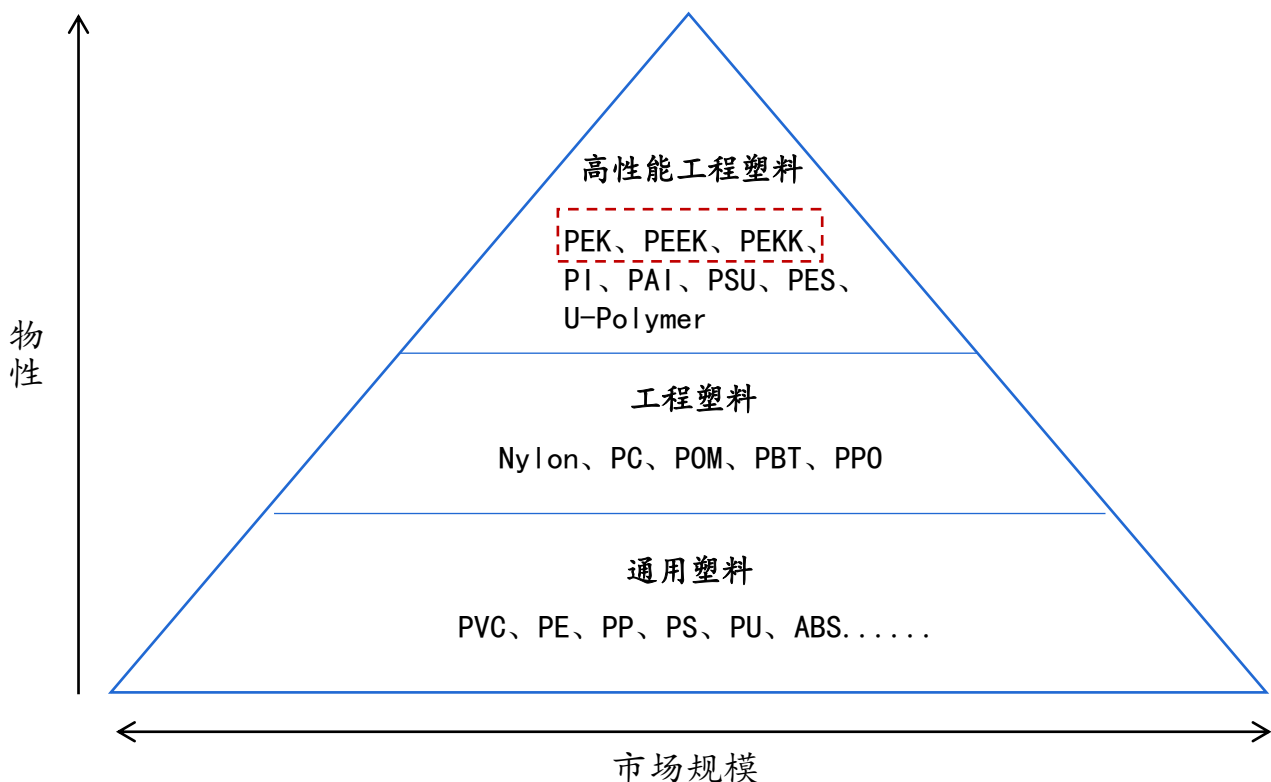 高性能工程塑料
PEK、PEEK、PEKK、
PI、PAI、PSU、PES、
U-Polymer
物性
工程塑料
Nylon、PC、POM、PBT、PPO
通用塑料
PVC、PE、PP、PS、PU、ABS......
市场规模